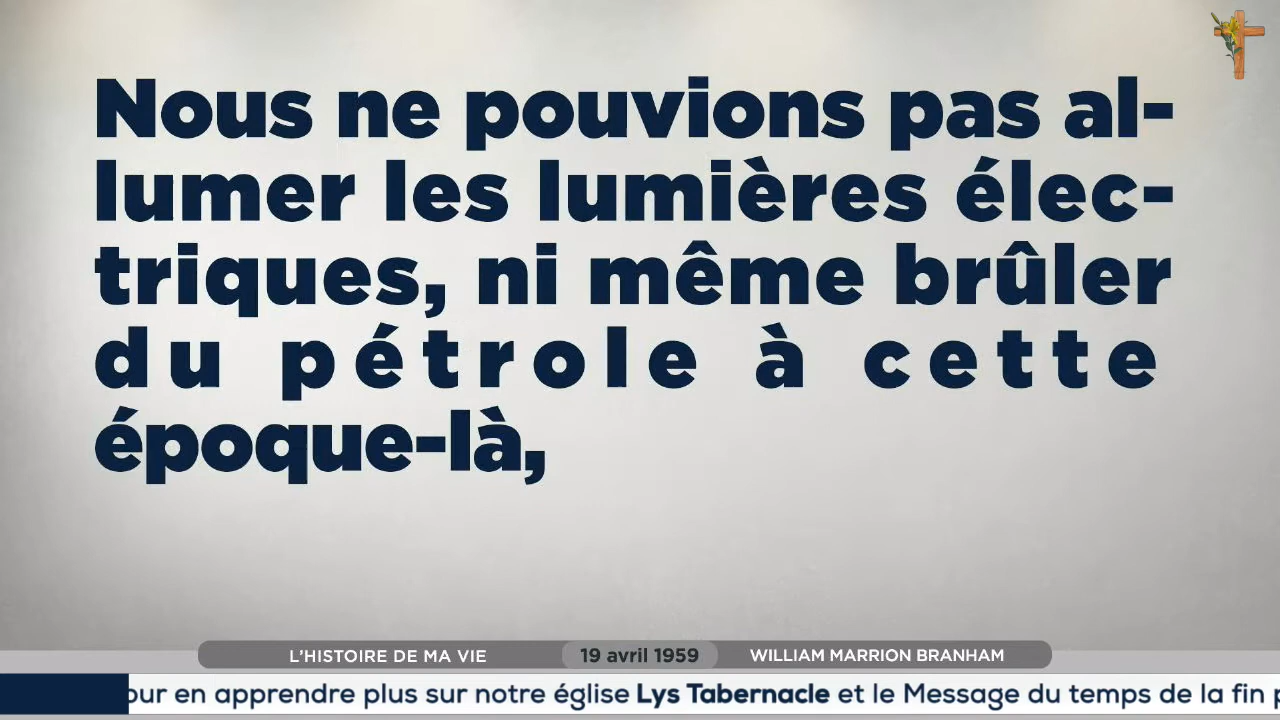 Nous ne pouvions pas al-
lumer les lumières élec-
triques, ni même brûler
du pétrole à cette
époque-là,
L'HISTOIRE DE MA VIE 19 avril 1959 WILLIAM MARRION BRANHAM
en apprendre plus sur notre église Lys Tabernacle et le Message du temps de la fin